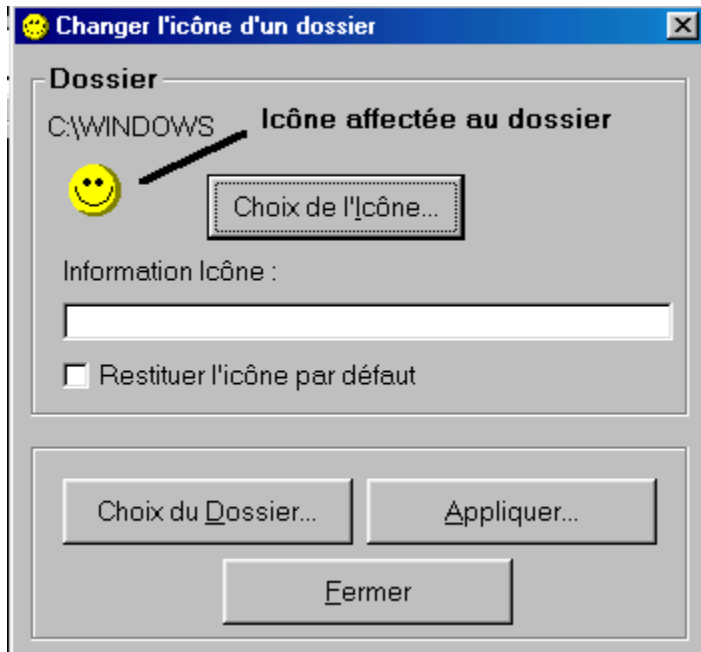 Changer l'icône d'un dossier
Dossier
C:\WINDOWS
Icône affectée au dossier
Choix de l'Icône...
Information Icône :
Restituer l'icône par défaut
Choix du Dossier...
Appliquer...
Fermer